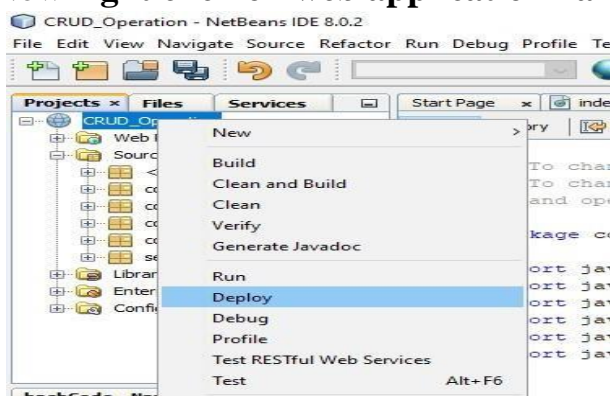 CRUD_Operation - NetBeans IDE 8.0.2
File Edit View Navigate Source Refactor Run Debug Profile Te
Projects × Files Services Start Page × inde
CRUD_Op
Web
New >
ory
Sourc
Build
To char
Clean and Build
To char
Clean
and ope
Verify
Generate Javadoc
kage co
Librar
Run
ort jav
Enter
Deploy
ort jav
Confi
Debug
ort jav
Profile
ort jav
Test RESTful Web Services
ort jav
Test Alt+F6